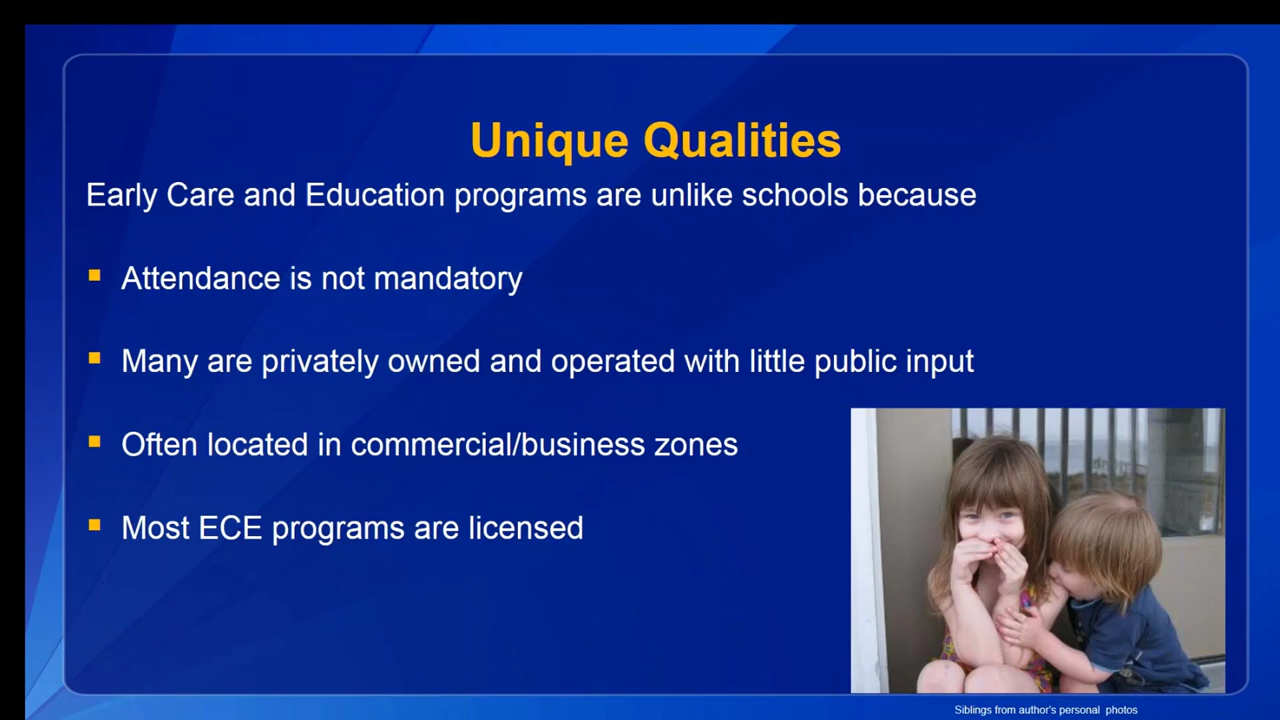 Unique Qualities
Early Care and Education programs are unlike schools because
Attendance is not mandatory
Many are privately owned and operated with little public input
Often located in commercial/business zones
Most ECE programs are licensed
Siblings from author's personal photos